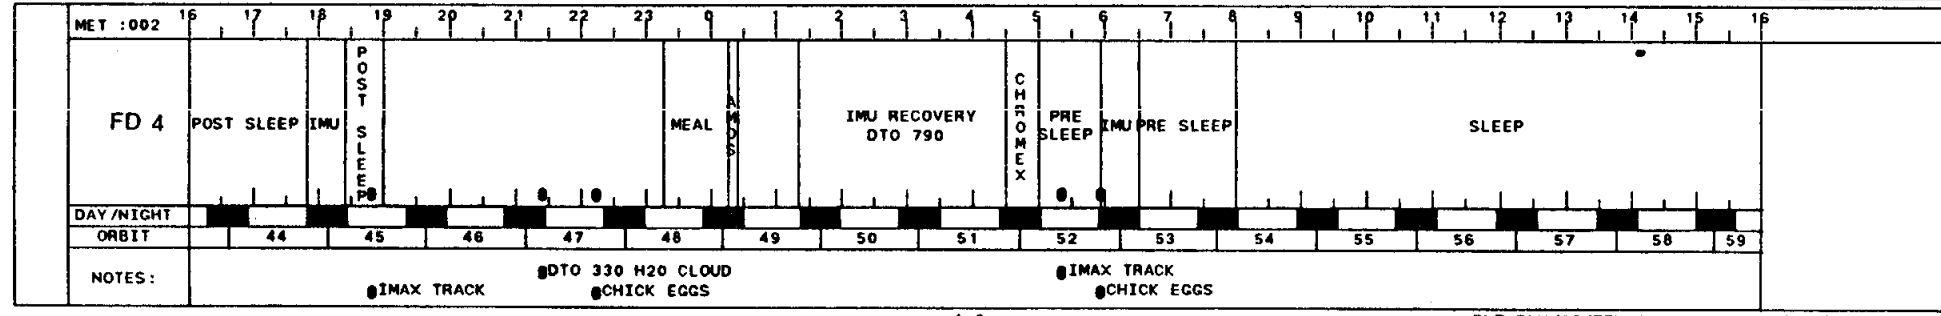 MET :002 16 17 18 19 20 21 22 23 0 1 2 3 4 5 6 7 8 9 10 11 12 13 14 15 16
FD 4 POST SLEEP IMU POST SLEEP MEAL AMOS IMU RECOVERY DTO 790 CHROMEX PRE SLEEP IMU PRE SLEEP SLEEP
DAY/NIGHT
ORBIT 44 45 46 47 48 49 50 51 52 53 54 55 56 57 58 59
NOTES: DTO 330 H20 CLOUD IMAX TRACK
IMAX TRACK CHICK EGGS CHICK EGGS